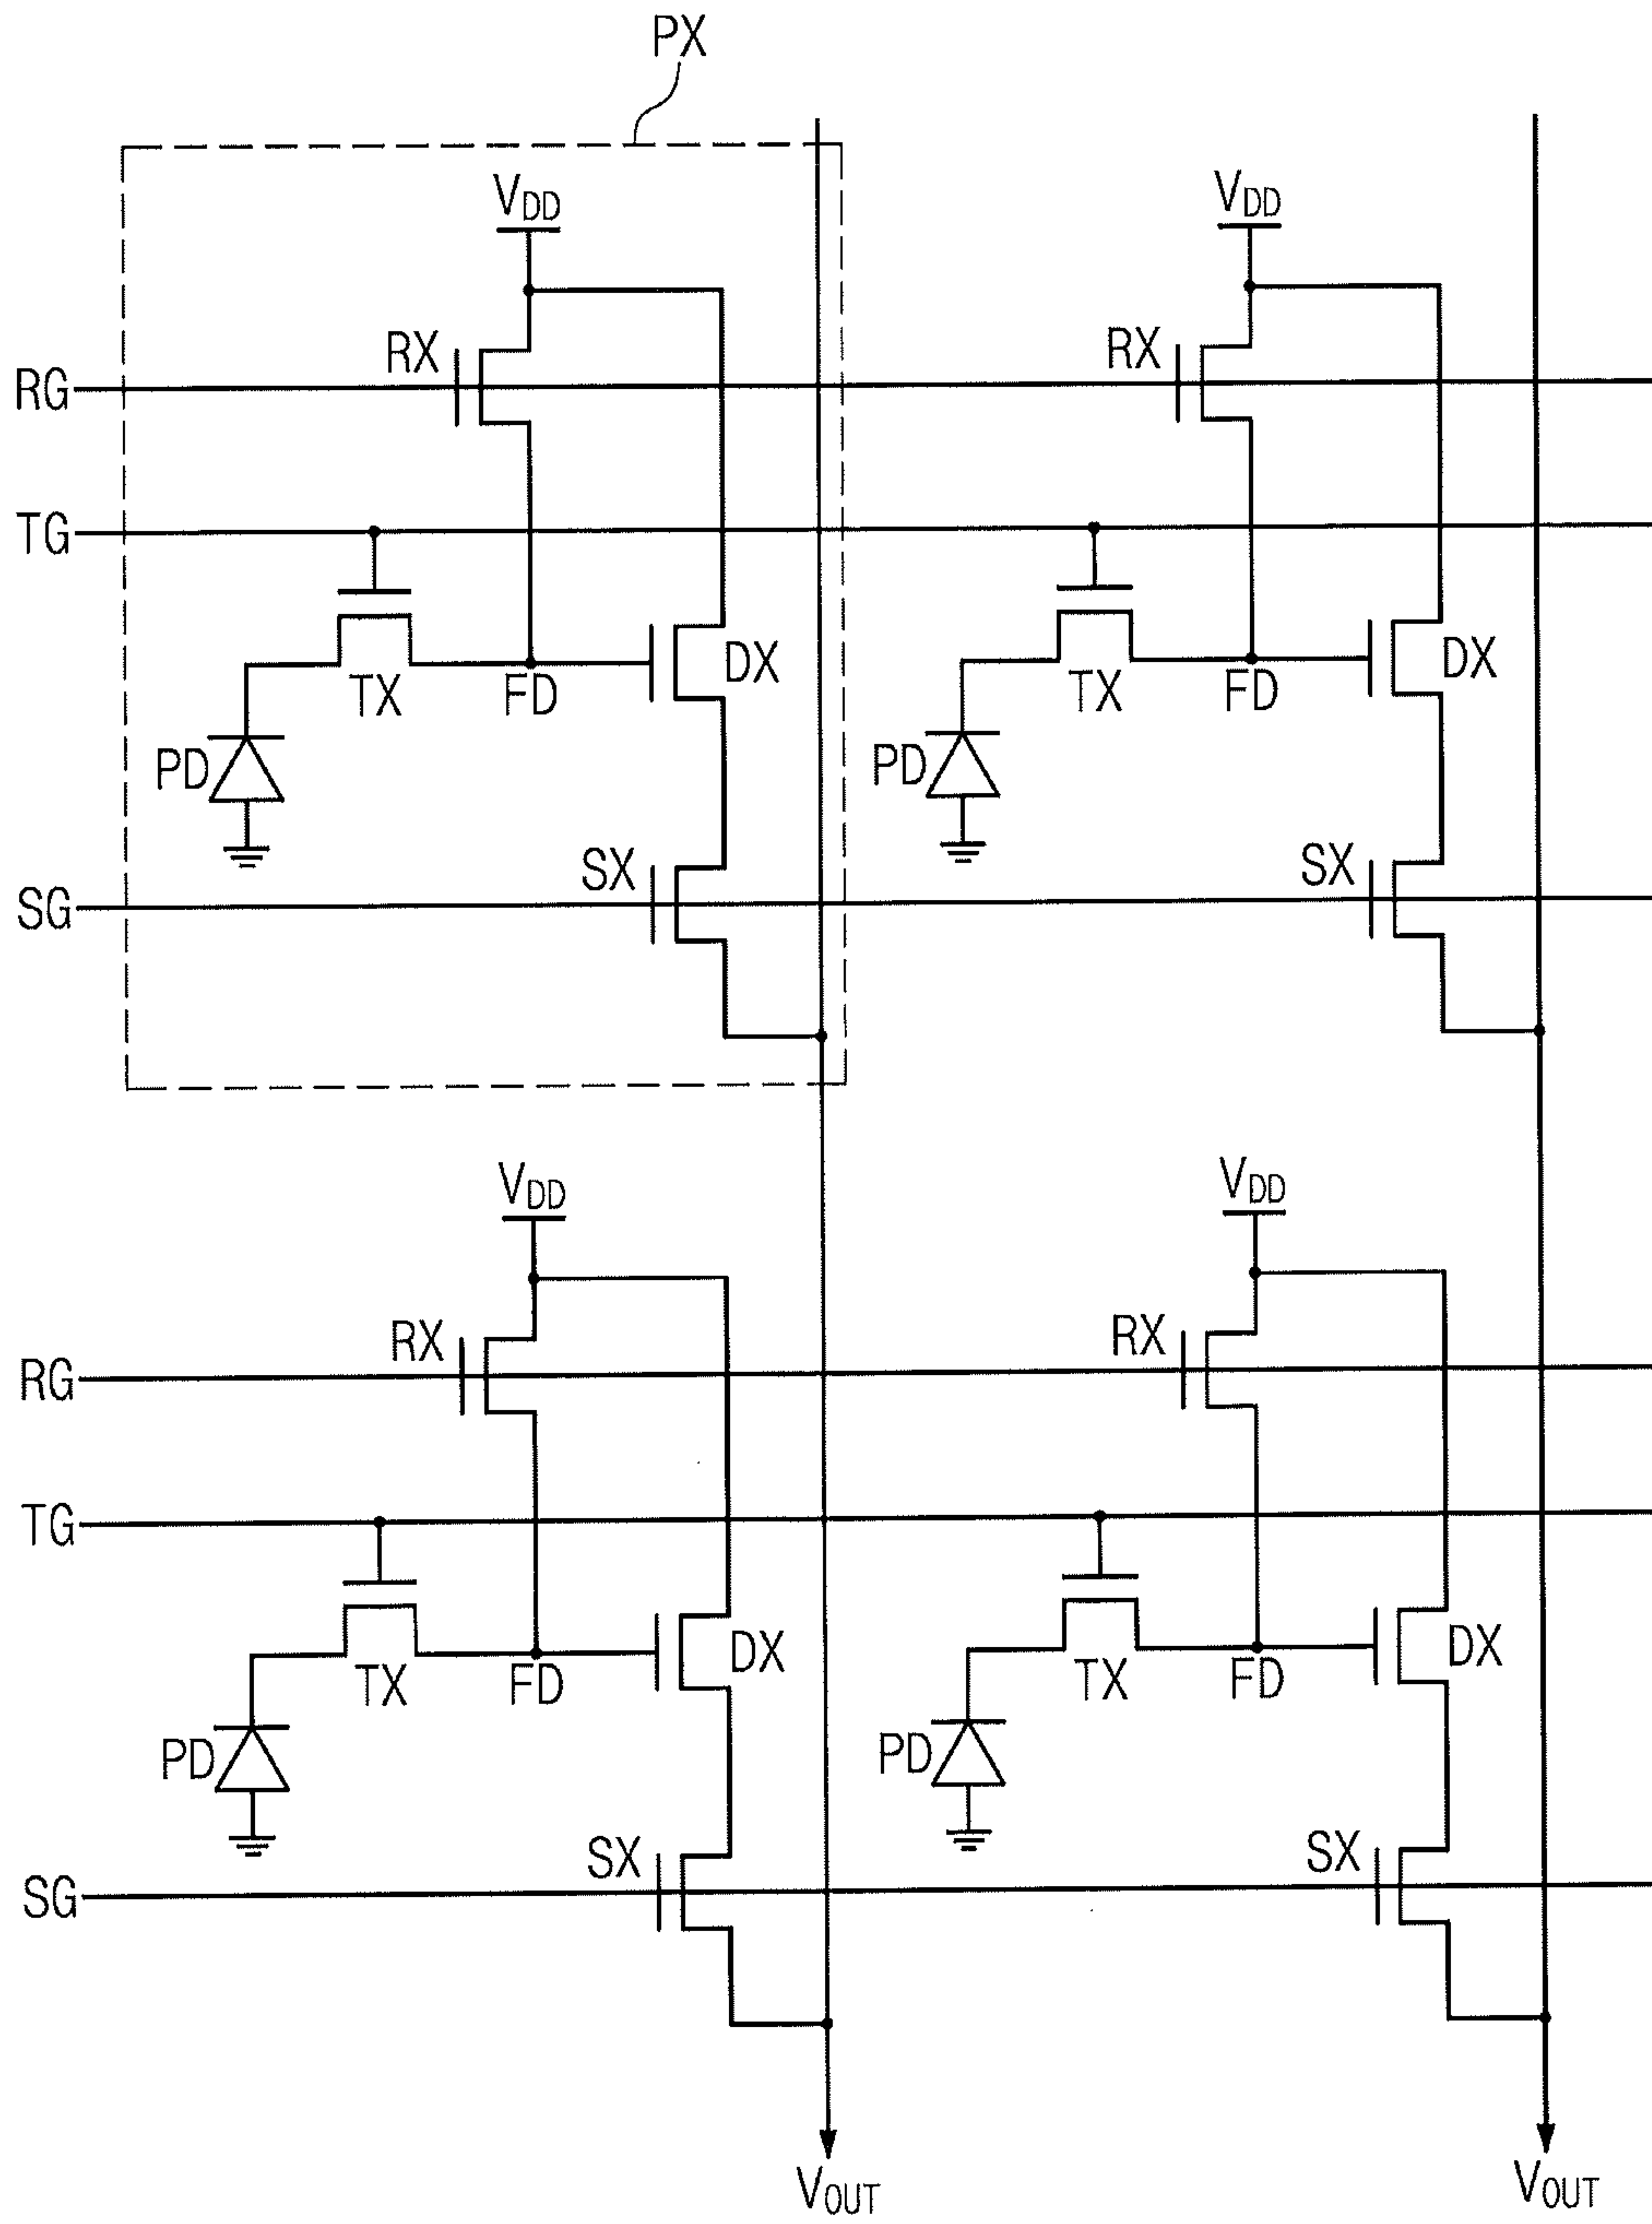 PX
VDD VDD
RX RX
RG
TG
DX DX
TX FD TX FD
PD PD
SX SX
SG
VDD VDD
RX RX
RG
TG
DX DX
TX FD TX FD
PD PD
SX SX
SG
VOUT VOUT